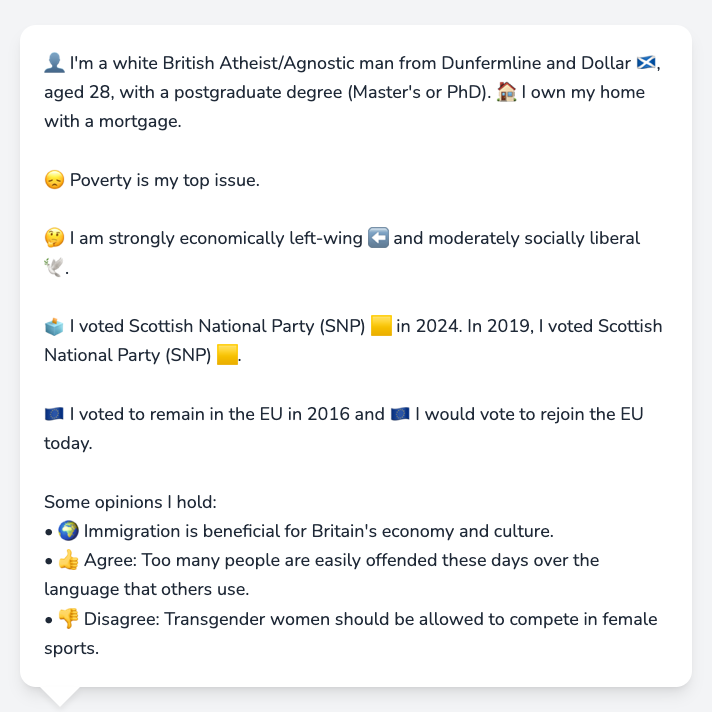 👤 I'm a white British Atheist/Agnostic man from Dunfermline and Dollar 🏴󠁧󠁢󠁳󠁣󠁴󠁿,
aged 28, with a postgraduate degree (Master's or PhD). 🏠 I own my home
with a mortgage.
😞 Poverty is my top issue.
🤔 I am strongly economically left-wing ⬅️ and moderately socially liberal
🕊️.
🗳️ I voted Scottish National Party (SNP) 🟨 in 2024. In 2019, I voted Scottish
National Party (SNP) 🟨.
🇪🇺 I voted to remain in the EU in 2016 and 🇪🇺 I would vote to rejoin the EU
today.
Some opinions I hold:
• 🌍 Immigration is beneficial for Britain's economy and culture.
• 👍 Agree: Too many people are easily offended these days over the
language that others use.
• 👎 Disagree: Transgender women should be allowed to compete in female
sports.